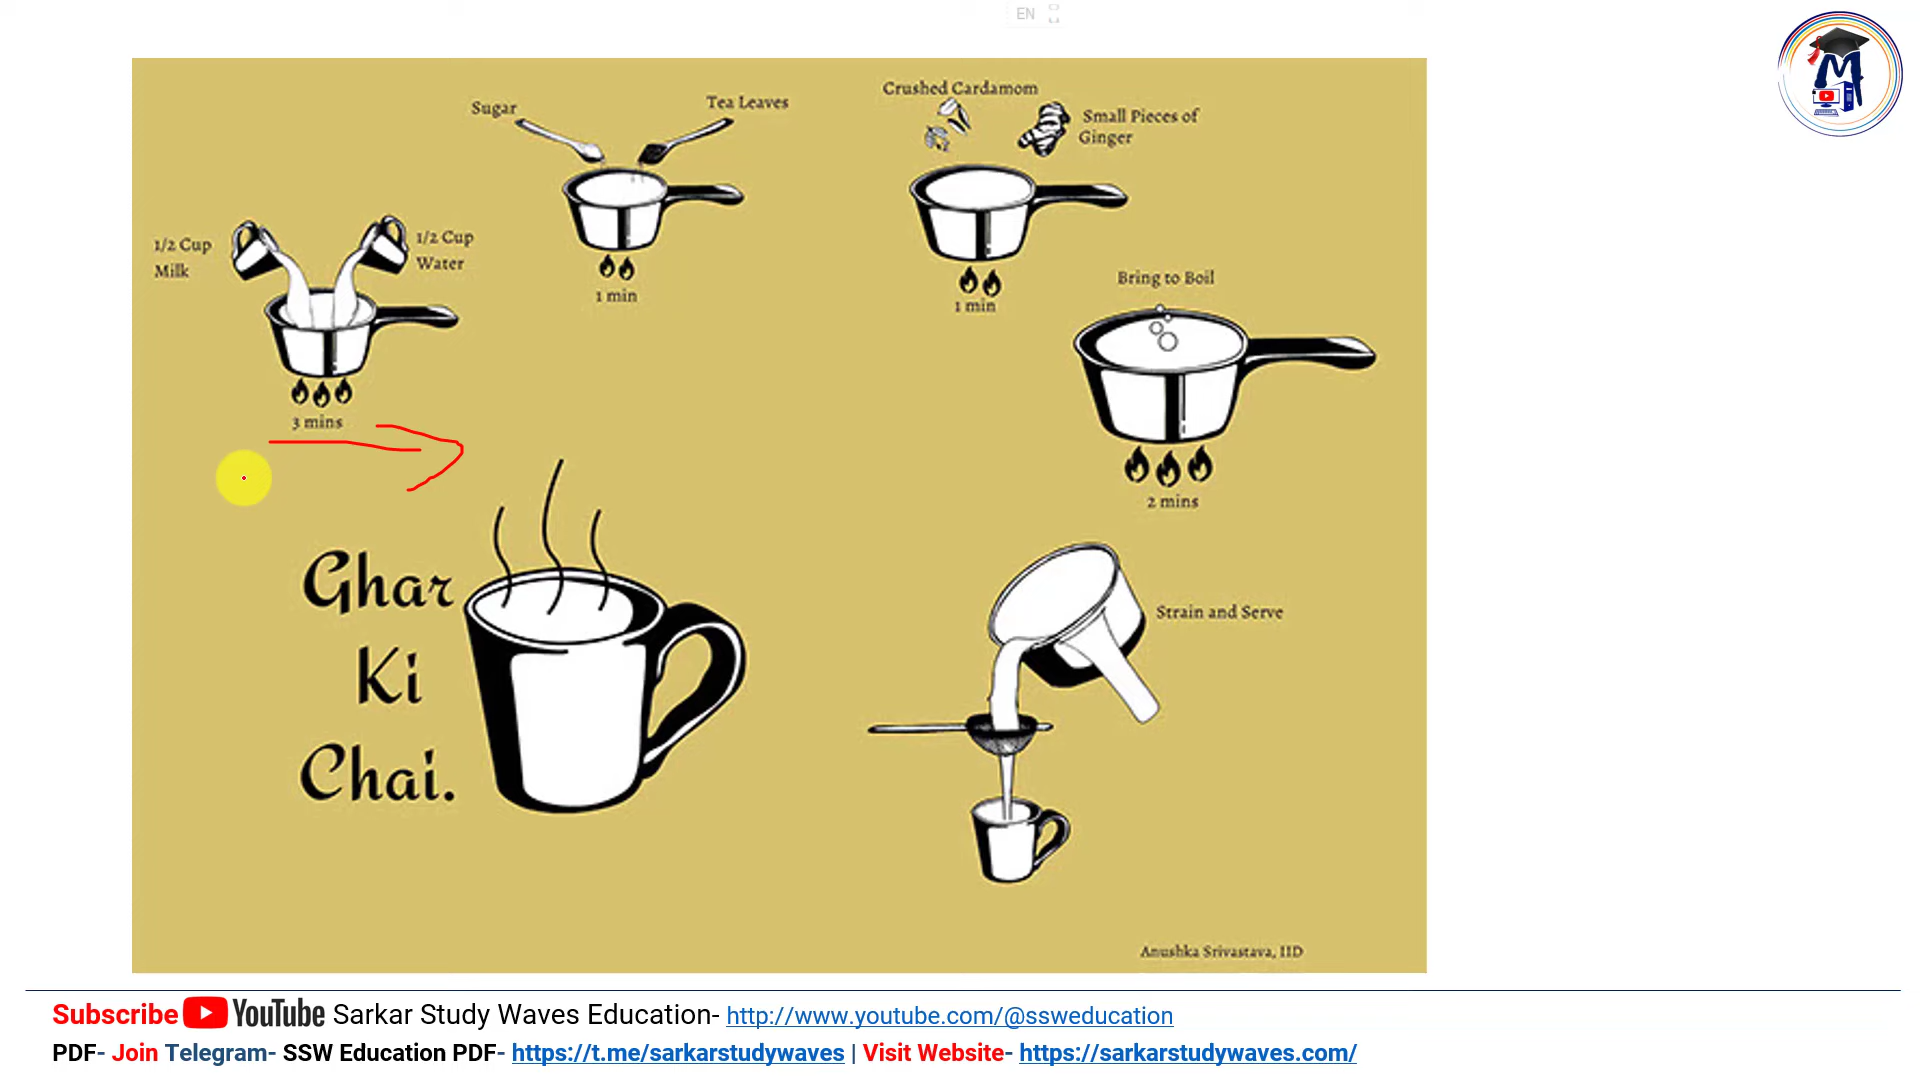 EN
Crushed Cardamom
Sugar
Tea Leaves
Small Pieces of
Ginger
1/2 Cup
Milk
1/2 Cup
Water
1 min
1 min
Bring to Boil
3 mins
2 mins
Ghar
Ki
Chai.
Strain and Serve
Anushka Srivastava, IID
Subscribe YouTube Sarkar Study Waves Education- http://www.youtube.com/@ssweducation
PDF- Join Telegram- SSW Education PDF- https://t.me/sarkarstudywaves | Visit Website- https://sarkarstudywaves.com/